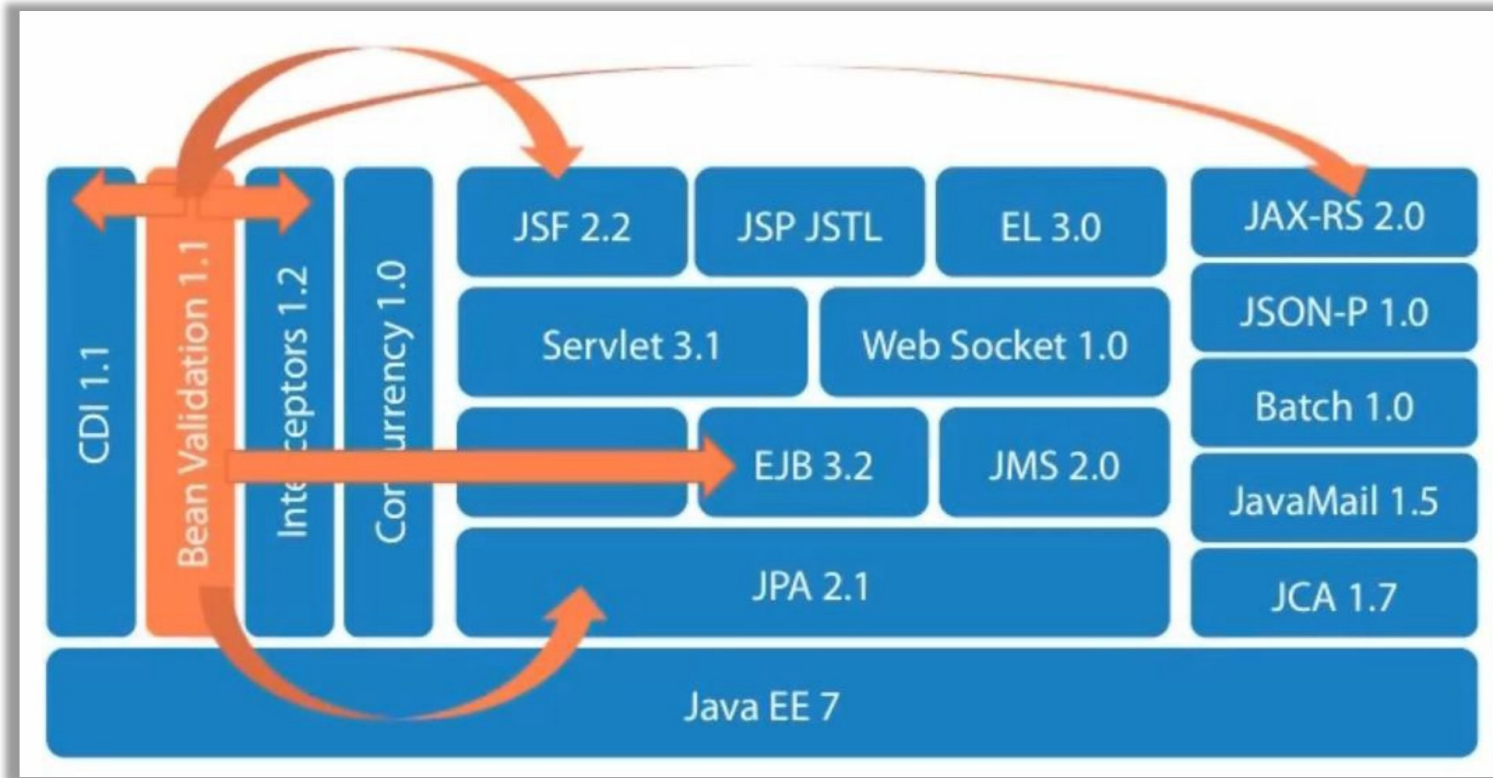 CDI 1.1
Bean Validation 1.1
Interceptors 1.2
Concurrency 1.0
JSF 2.2
JSP JSTL
EL 3.0
Servlet 3.1
Web Socket 1.0
EJB 3.2
JMS 2.0
JPA 2.1
JAX-RS 2.0
JSON-P 1.0
Batch 1.0
JavaMail 1.5
JCA 1.7
Java EE 7